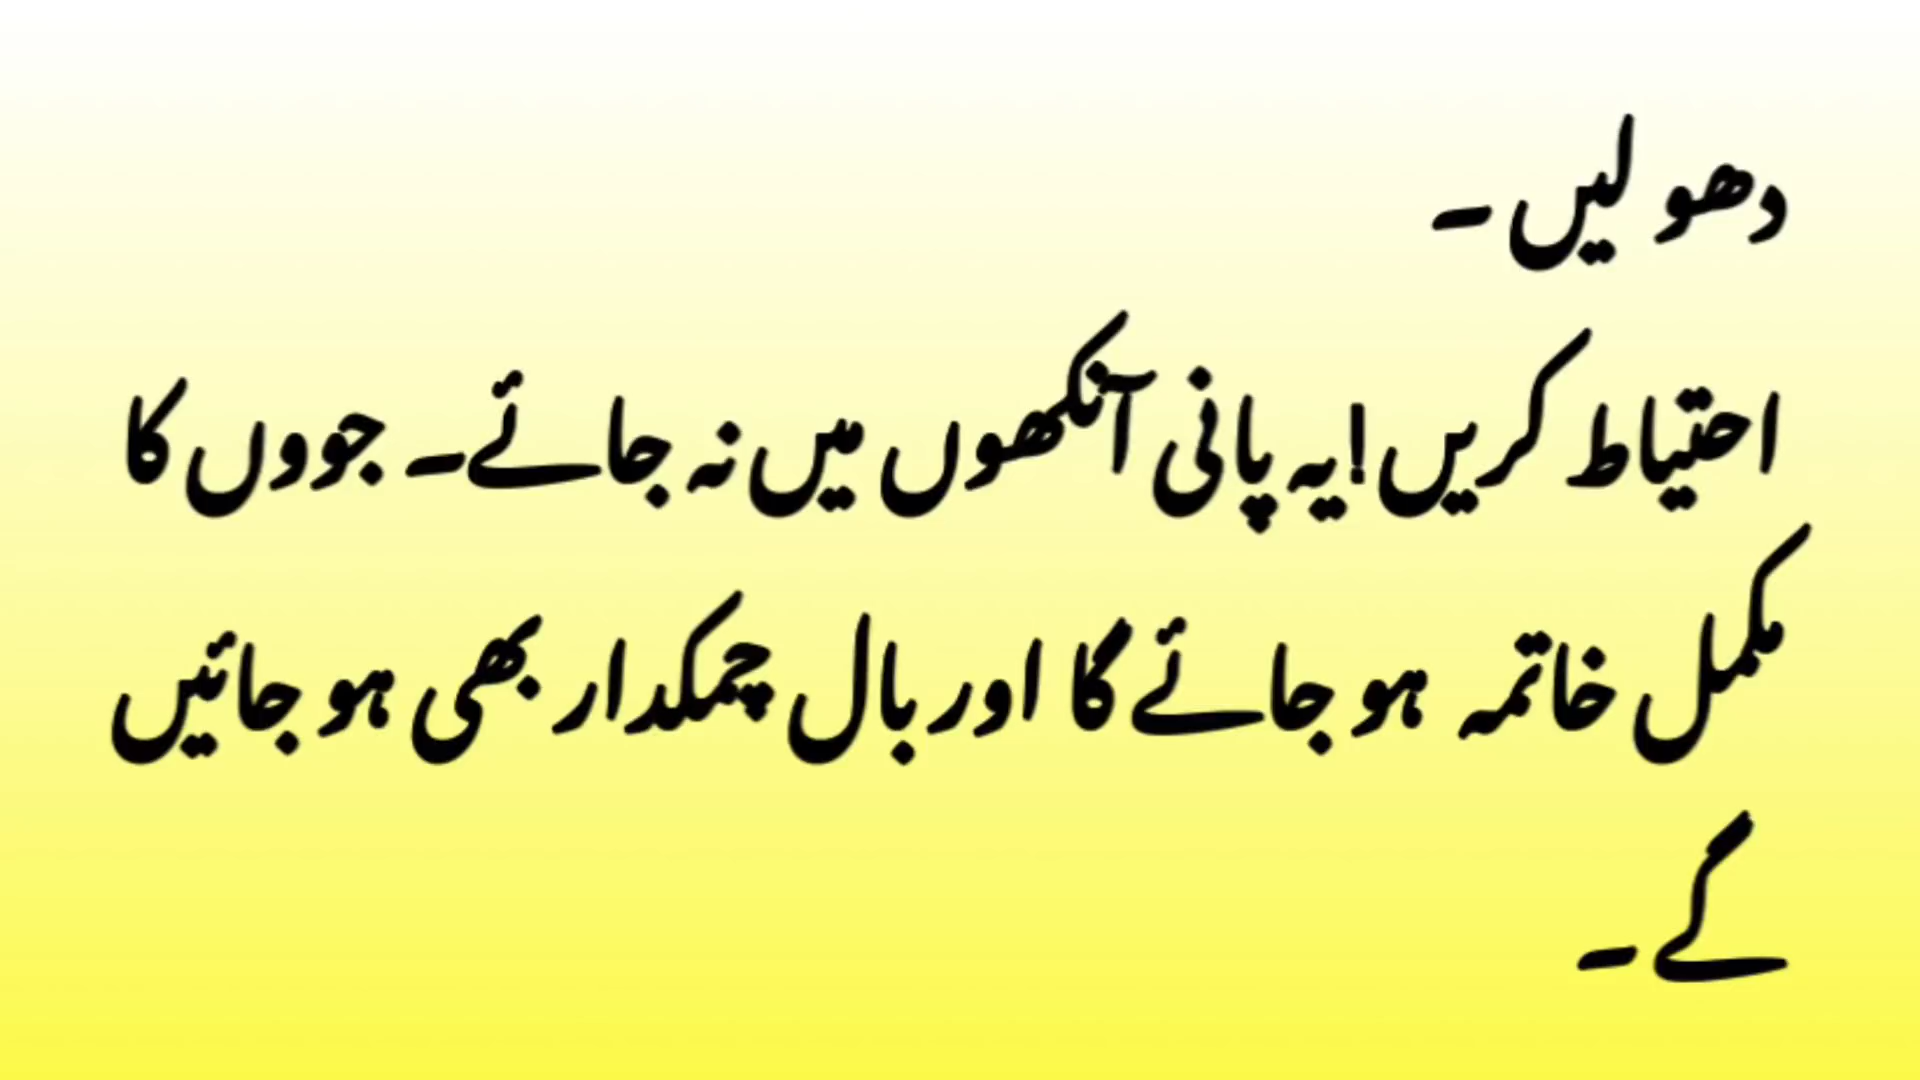 دھو لیں ۔
احتیاط کریں!یہ پانی آنکھوں میں نہ جائے۔ جووں کا
مکمل خاتمہ ہو جائے گا اور بال چمکدار بھی ہو جائیں
گے ۔